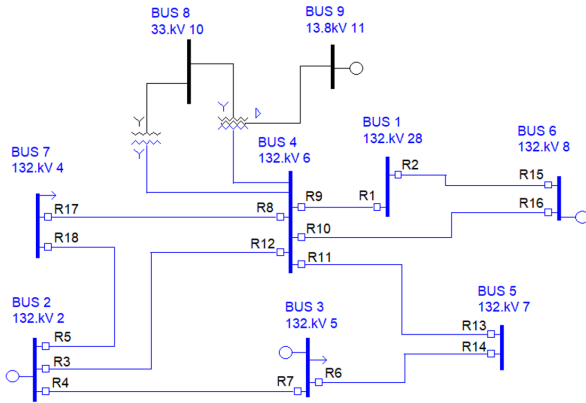 BUS 8
33.kV 10
BUS 9
13.8kV 11
BUS 1
132.kV 28
BUS 4
132.kV 6
BUS 6
132.kV 8
BUS 7
132.kV 4
R2
R15
R9
R1
R17
R8
R16
R10
R18
R12
R11
BUS 5
132.kV 7
BUS 2
132.kV 2
BUS 3
132.kV 5
R13
R5
R14
R3
R4
R7
R6